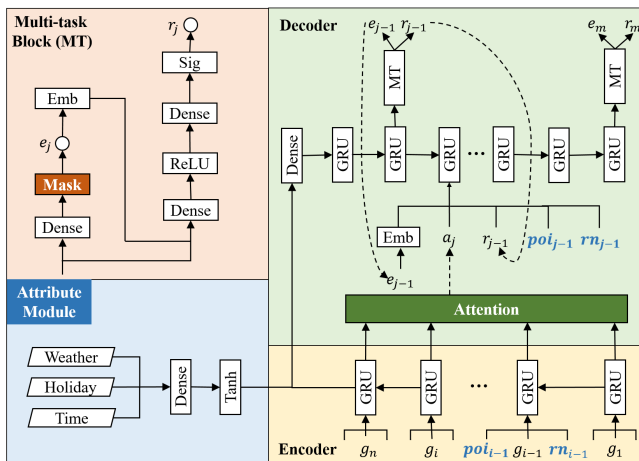 Multi-task
Block (MT)
r_j
Sig
Emb
Dense
e_j
ReLU
Mask
Dense
Dense
Decoder
e_{j-1} r_{j-1}
e_m r_m
MT
MT
Dense
GRU
GRU
GRU
...
GRU
GRU
Emb
a_j
r_{j-1}
poi_{j-1} rn_{j-1}
e_{j-1}
Attention
Attribute
Module
Weather
Holiday
Time
Dense
Tanh
GRU
GRU
...
GRU
GRU
Encoder
g_n
g_i
poi_{i-1} g_{i-1} rn_{i-1}
g_1